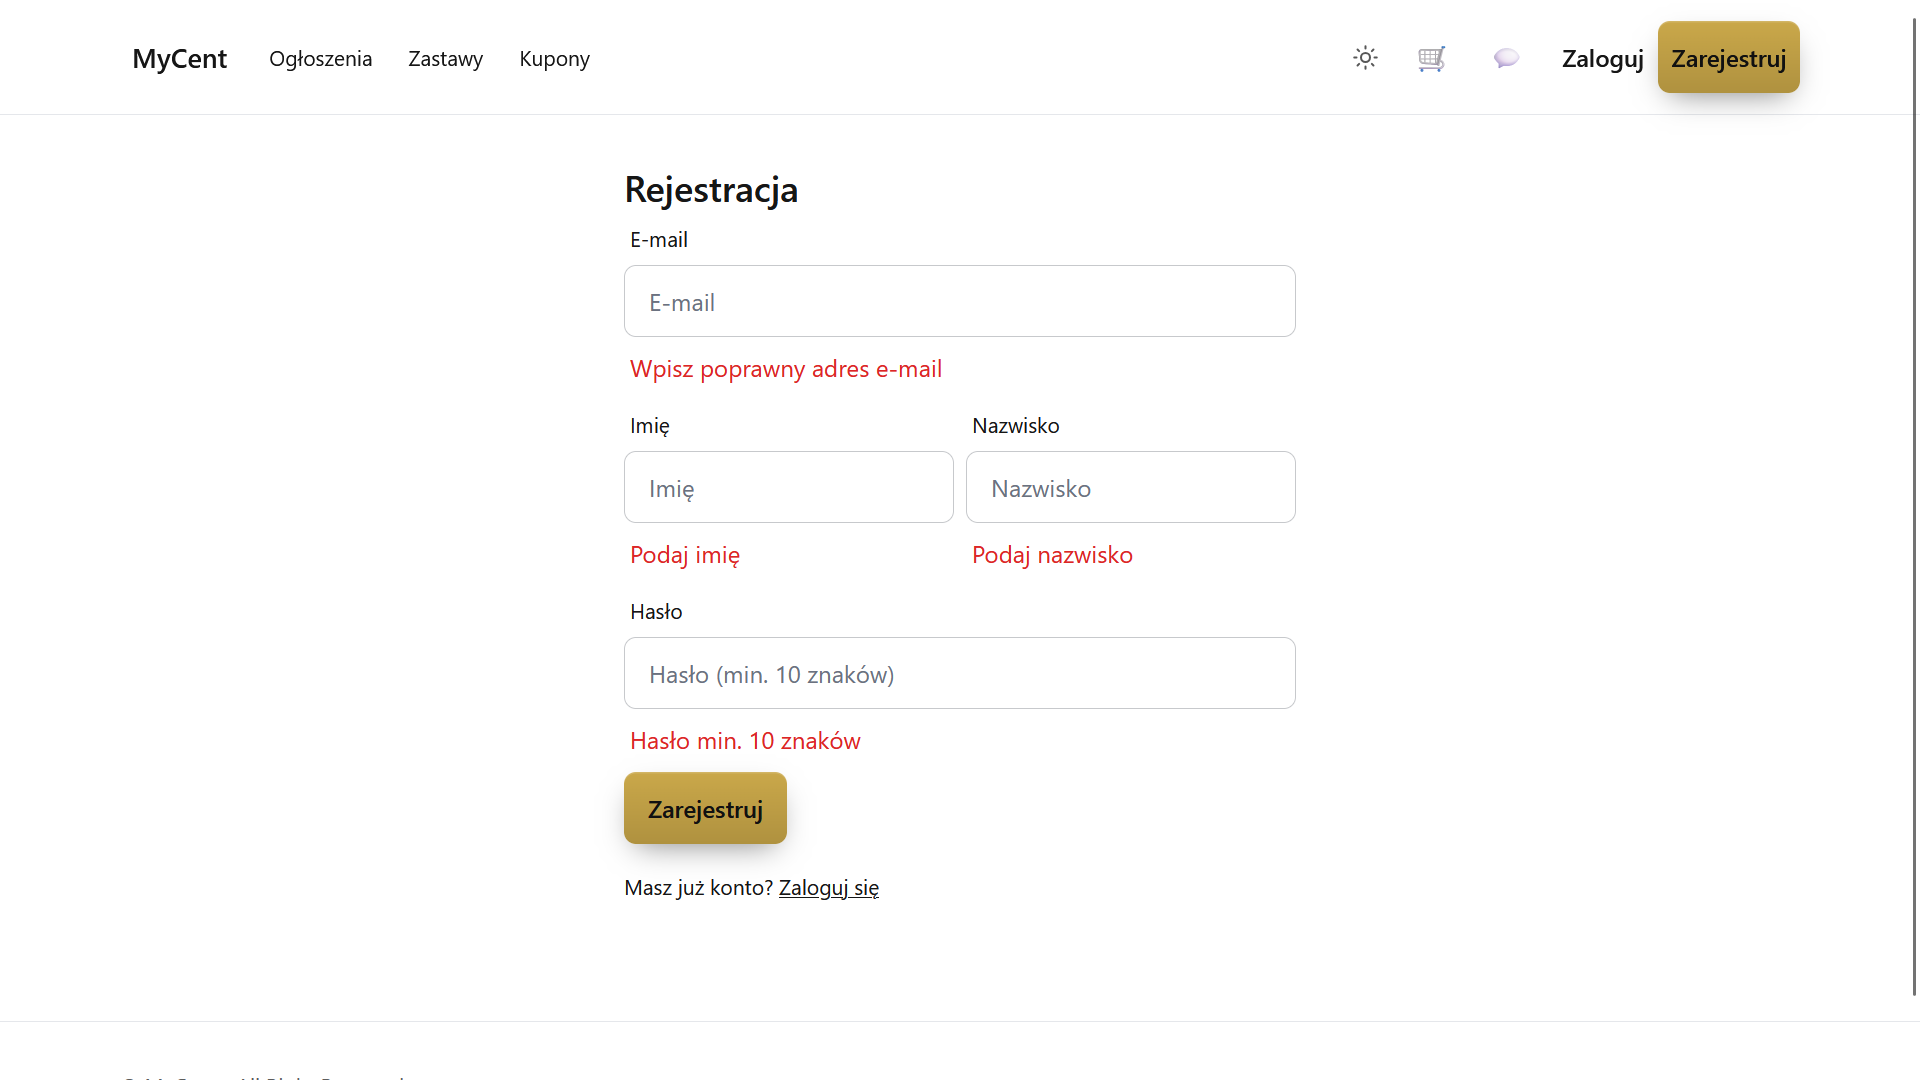 MyCent Ogłoszenia Zastawy Kupony Zaloguj Zarejestruj
Rejestracja
E-mail
E-mail
Wpisz poprawny adres e-mail
Imię Nazwisko
Imię Nazwisko
Podaj imię Podaj nazwisko
Hasło
Hasło (min. 10 znaków)
Hasło min. 10 znaków
Zarejestruj
Masz już konto? Zaloguj się